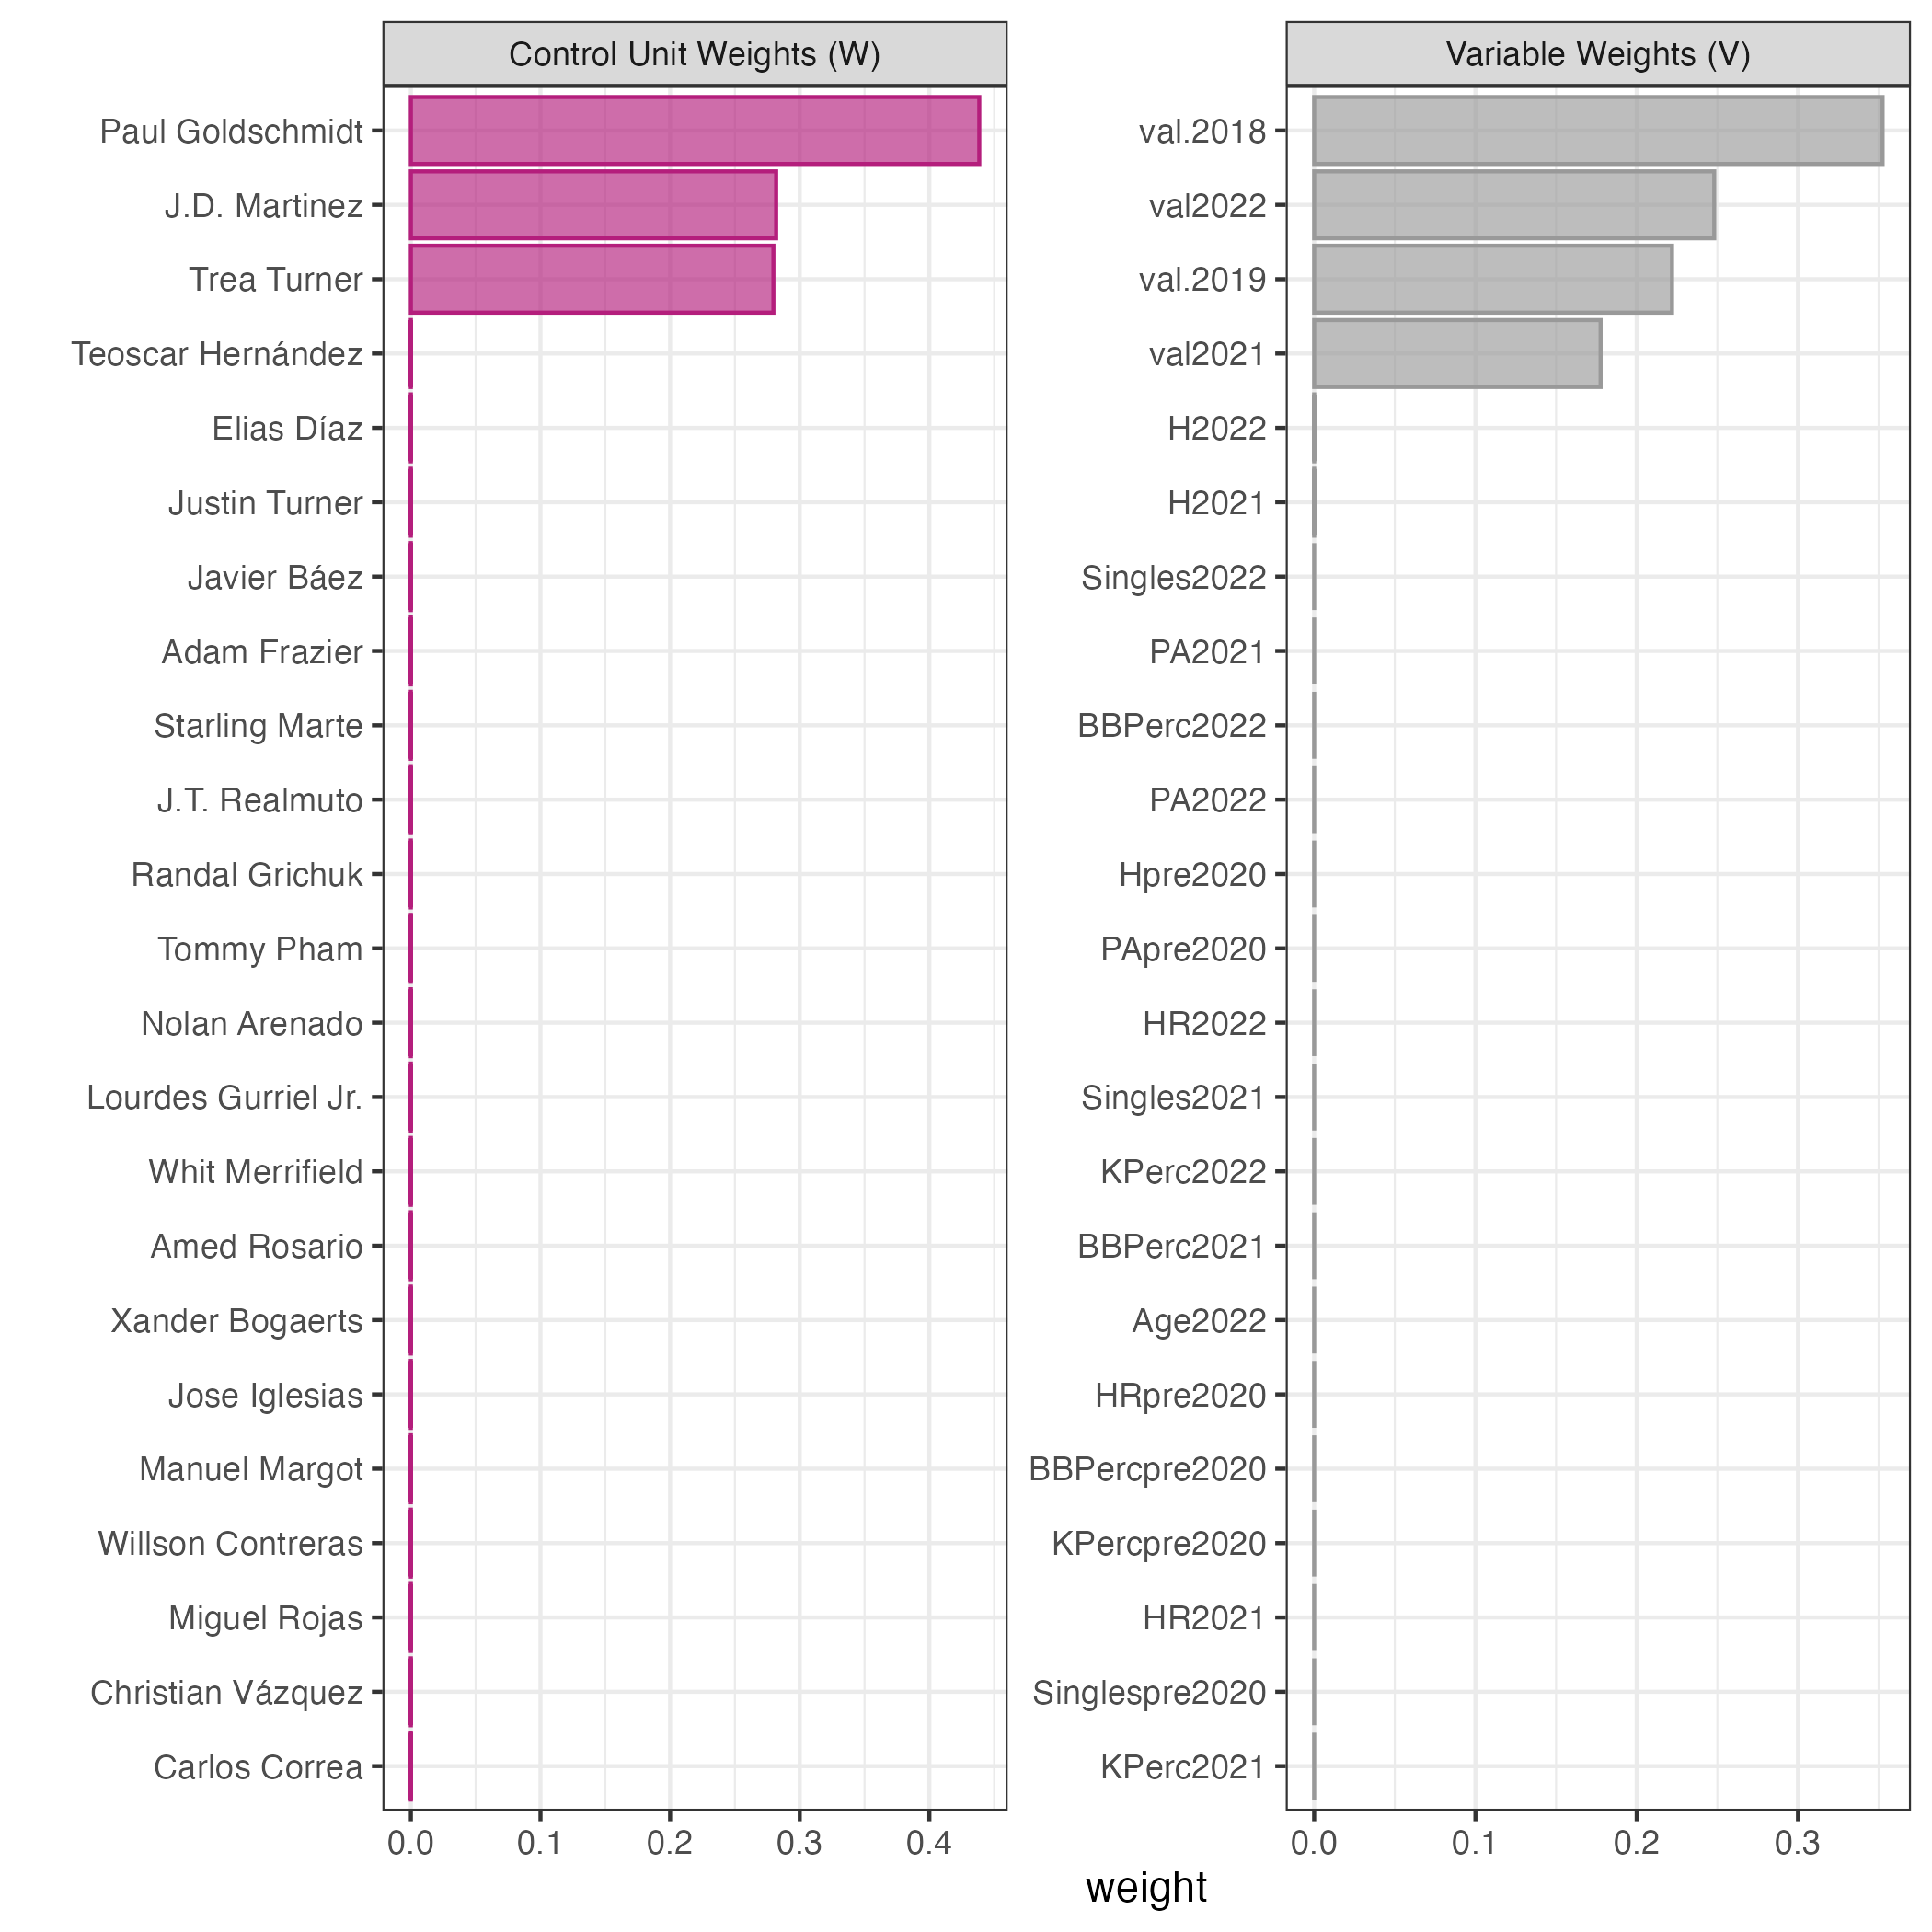 Control Unit Weights (W)
Paul Goldschmidt
J.D. Martinez
Trea Turner
Teoscar Hernández
Elias Díaz
Justin Turner
Javier Báez
Adam Frazier
Starling Marte
J.T. Realmuto
Randal Grichuk
Tommy Pham
Nolan Arenado
Lourdes Gurriel Jr.
Whit Merrifield
Amed Rosario
Xander Bogaerts
Jose Iglesias
Manuel Margot
Willson Contreras
Miguel Rojas
Christian Vázquez
Carlos Correa
0.0 0.1 0.2 0.3 0.4
Variable Weights (V)
val.2018
val2022
val.2019
val2021
H2022
H2021
Singles2022
PA2021
BBPerc2022
PA2022
Hpre2020
PApre2020
HR2022
Singles2021
KPerc2022
BBPerc2021
Age2022
HRpre2020
BBPercpre2020
KPercpre2020
HR2021
Singlespre2020
KPerc2021
0.0 0.1 0.2 0.3
weight